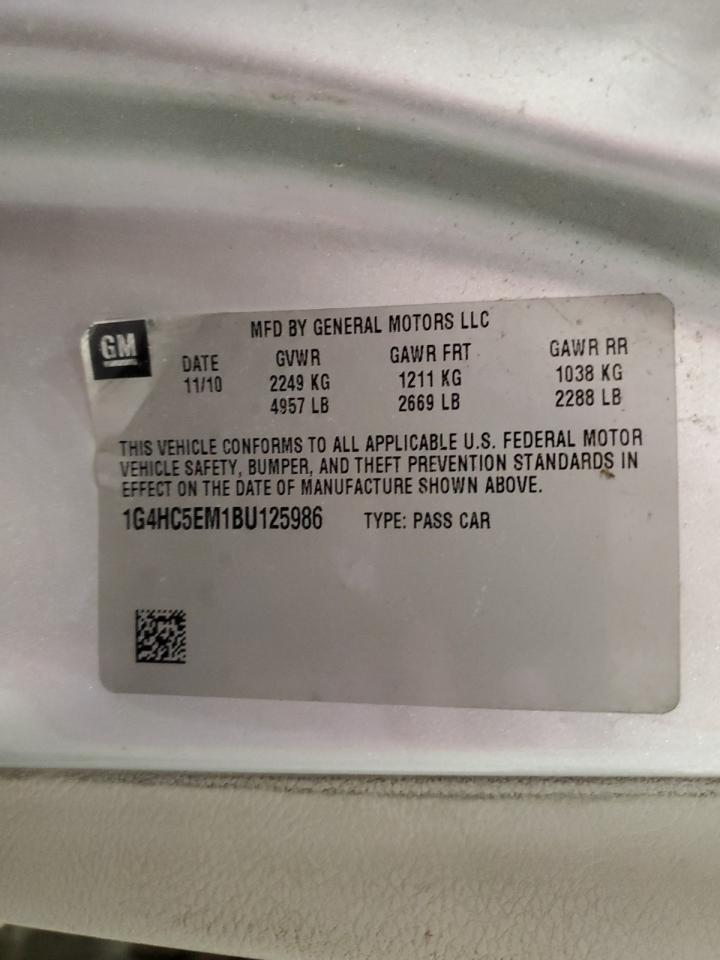 GM
MFD BY GENERAL MOTORS LLC
DATE GVWR GAWR FRT GAWR RR
11/10 2249 KG 1211 KG 1038 KG
4957 LB 2669 LB 2288 LB
THIS VEHICLE CONFORMS TO ALL APPLICABLE U.S. FEDERAL MOTOR
VEHICLE SAFETY, BUMPER, AND THEFT PREVENTION STANDARDS IN
EFFECT ON THE DATE OF MANUFACTURE SHOWN ABOVE.
1G4HC5EM1BU125986 TYPE: PASS CAR